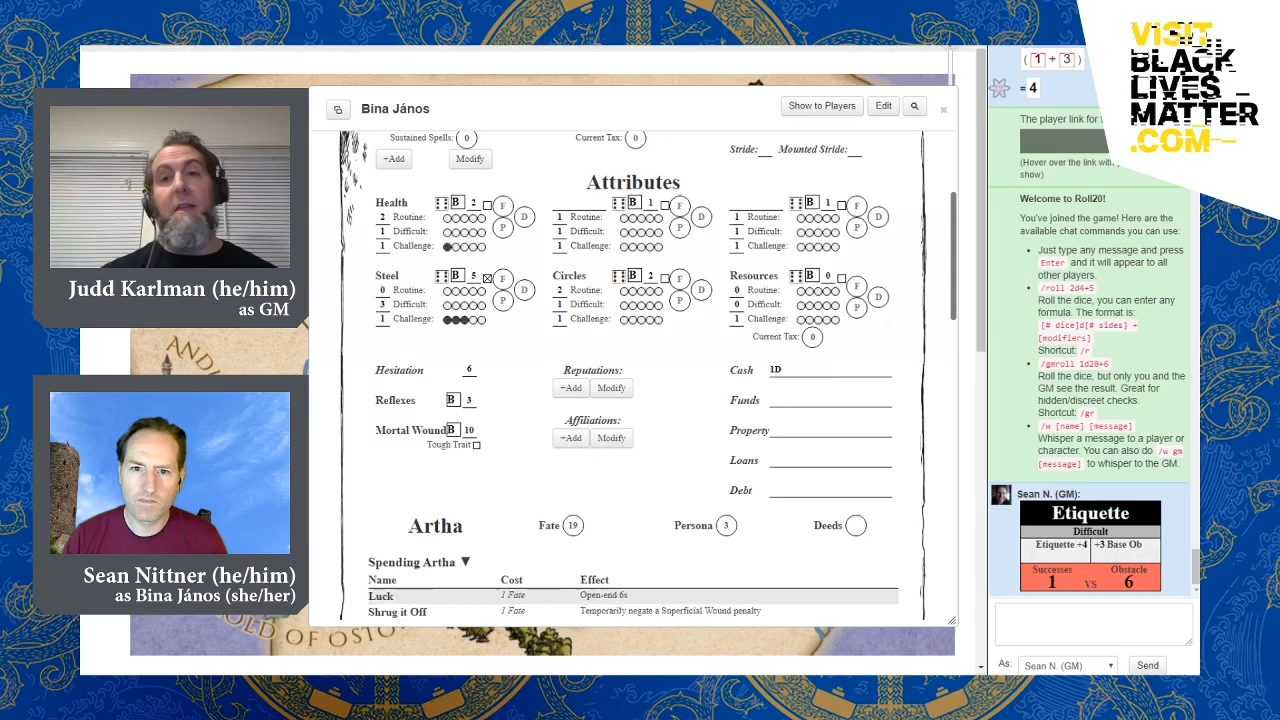 Judd Karlman (he/him)
as GM
Sean Nittner (he/him)
as Bina János (she/her)
Bina János
Show to Players
Edit
Sustained Spells: 0
Current Tax: 0
Stride:__ Mounted Stride:__
+Add
Modify
Attributes
Health B 2 F D P
2 Routine:
1 Difficult:
1 Challenge:
B 1 F D P
1 Routine:
1 Difficult:
1 Challenge:
B 1 F D P
1 Routine:
1 Difficult:
1 Challenge:
Steel B 5 F D P
0 Routine:
3 Difficult:
1 Challenge:
Circles B 2 F D P
2 Routine:
1 Difficult:
1 Challenge:
Resources B 0 F D P
0 Routine:
0 Difficult:
1 Challenge:
Current Tax: 0
Hesitation 6
Reflexes B 3
Mortal Wound B 10
Tough Trait
Reputations:
+Add Modify
Affiliations:
+Add Modify
Cash 1D
Funds
Property
Loans
Debt
Artha Fate 19 Persona 3 Deeds
Spending Artha ▼
Name Cost Effect
Luck 1 Fate Open-end 6s
Shrug it Off 1 Fate Temporarily negate a Superficial Wound penalty
HOLD OF OSTO
VISIT
BLACK
LIVES
MATTER
.COM
( 1 + 3 )
= 4
The player link for
(Hover over the link with
show)
Welcome to Roll20!
You've joined the game! Here are the
available chat commands you can use:
• Just type any message and press
Enter and it will appear to all
other players.
• /roll 2d4+5
Roll the dice, you can enter any
formula. The format is:
[# dice]d[# sides] +
[modifiers]
Shortcut: /r
• /gmroll 1d20+6
Roll the dice, but only you and the
GM see the result. Great for
hidden/discreet checks.
Shortcut: /gr
• /w [name] [message]
Whisper a message to a player or
character. You can also do /w gm
[message] to whisper to the GM.
Sean N. (GM):
Etiquette
Difficult
Etiquette +4 +3 Base Ob
Successes Obstacle
1 VS 6
As: Sean N. (GM) Send